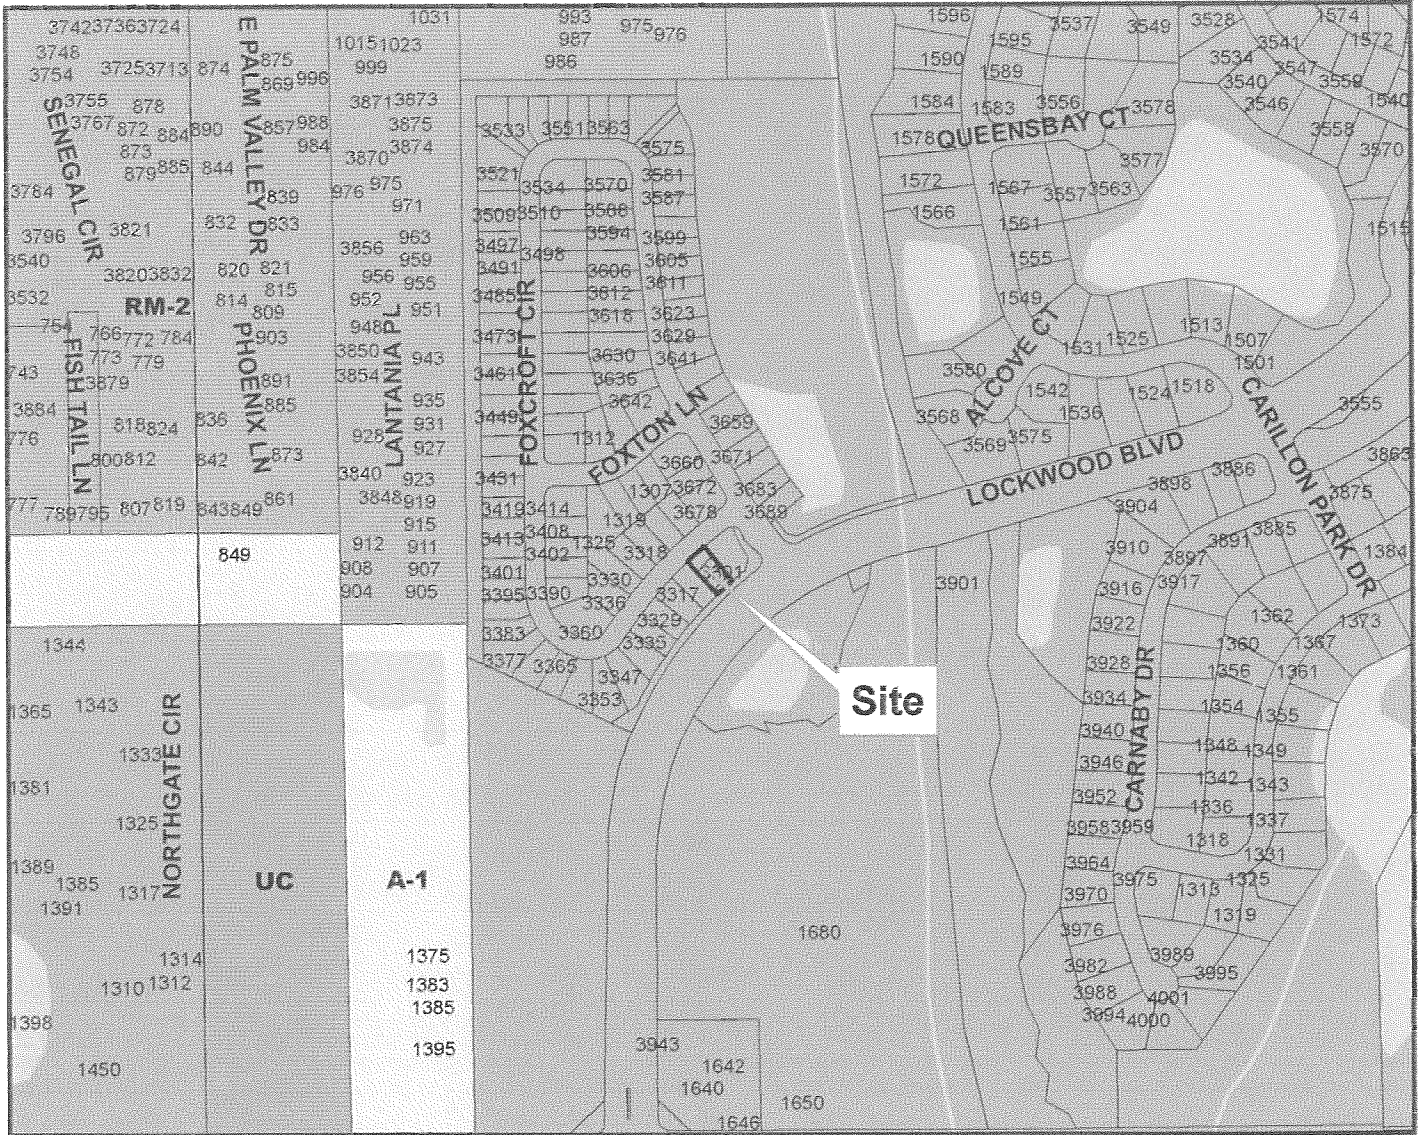 1031 993 975 976 1596 3537 3549 3528 1574
3742 3736 3724 1015 1023 987 1595 3541 1572
3748 E PALM VALLEY DR 875 999 986 1590 3534 3547
3754 3725 3713 874 869 996 1589 3540 3559
3755 878 3871 3873 1584 1583 3556 3578 3546 1540
SENEGAL CIR 3767 872 884 890 857 988 3875 3533 3551 3563 1578 QUEENSBAY CT 3558
873 984 3870 3874 3575 3577 3570
879 885 844 3521 3581 1572
3784 839 976 975 3534 3570 3587 1567 3557 3563
971 3509 3510 3588 1566
3796 3821 832 833 3856 963 3594 3599 1561 1515
3540 959 3497 3498 3605 1555
3820 3832 820 821 956 955 3491 3606 3611
3532 RM-2 814 815 952 951 3485 3612 1549
754 809 948 3618 3623 1513
766 772 784 PHOENIX LN 903 LANTANIA PL 3473 FOXCROFT CIR 3629 ALCOVE CT 1531 1525 1507
743 773 779 3850 943 3630 3641 1501
FISH TAIL LN 3879 891 3854 3461 3636 3580 1542 1524 1518 CARILLON PARK DR
3884 885 935 3642 FOXTON LN 1536 3555
776 818 824 836 928 931 3449 1312 3659 3568
800 812 842 873 927 3660 3671 3569 3575 LOCKWOOD BLVD 3863
3840 923 3431 3886
777 807 819 861 3848 919 1307 3672 3683 3898 3875
789 795 843 849 915 3419 3414 1319 3678 3689 3904
849 912 911 3413 3408 1325 3318 3910 3897 3891 3885 1384
908 907 3401 3402 3330 3301 3901 3916 3917
904 905 3395 3390 3336 3317 1362 1373
1344 3383 3360 3329 3922 1360 1367
3377 3365 3335 3928 1356 1361
3347 Site 3934 CARNABY DR
1365 1343 NORTHGATE CIR 3353 3940 1354 1355
1333 3946 1348 1349
1381 3952 1342 1343
1325 3958 3959 1336 1337
1318
1389 UC A-1 3964 1331
1385 1317 3970 3975 1313 1325
1391 1680 3976 1319
1314 1375 3982 3989
1310 1312 1383 3988 3995
1398 1385 3994 4001
1395 3943 4000
1450 1642
1640 1650
1646